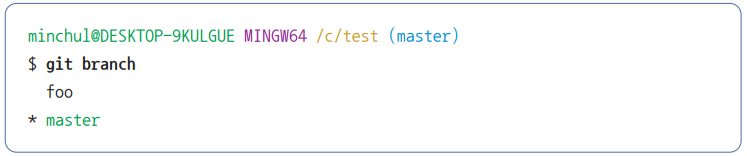 minchul@DESKTOP-9KULGUE MINGW64 /c/test (master)
$ git branch
  foo
* master